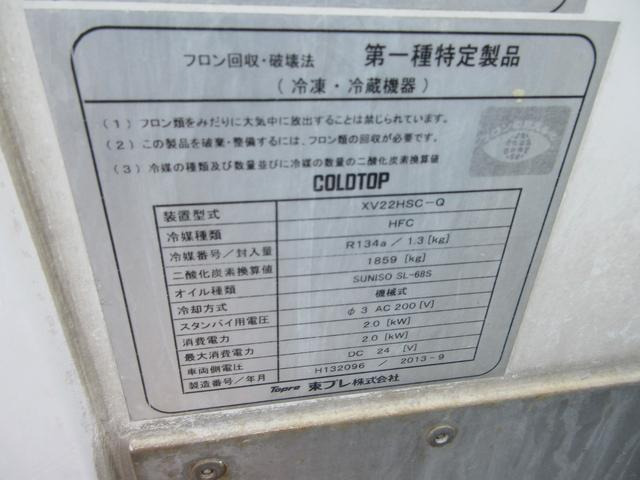 フロン回収・破壊法 第一種特定製品
(冷凍・冷蔵機器)
(1) フロン類をみだりに大気中に放出することは禁じられています。
(2) この製品を廃棄・整備するには、フロン類の回収が必要です。
(3) 冷媒の種類及び数量並びに冷媒の数量の二酸化炭素換算値
COLDTOP
装置型式 XV22HSC-Q
冷媒種類 HFC
冷媒番号/封入量 R134a / 1.3 [kg]
二酸化炭素換算値 1859 [kg]
オイル種類 SUNISO SL-68S
冷却方式 機械式
スタンバイ用電圧 φ3 AC 200 [V]
消費電力 2.0 [kW]
最大消費電力 2.0 [kW]
車両側電圧 DC 24 [V]
製造番号/年月 H132096 / 2013-9
Topre 東プレ株式会社